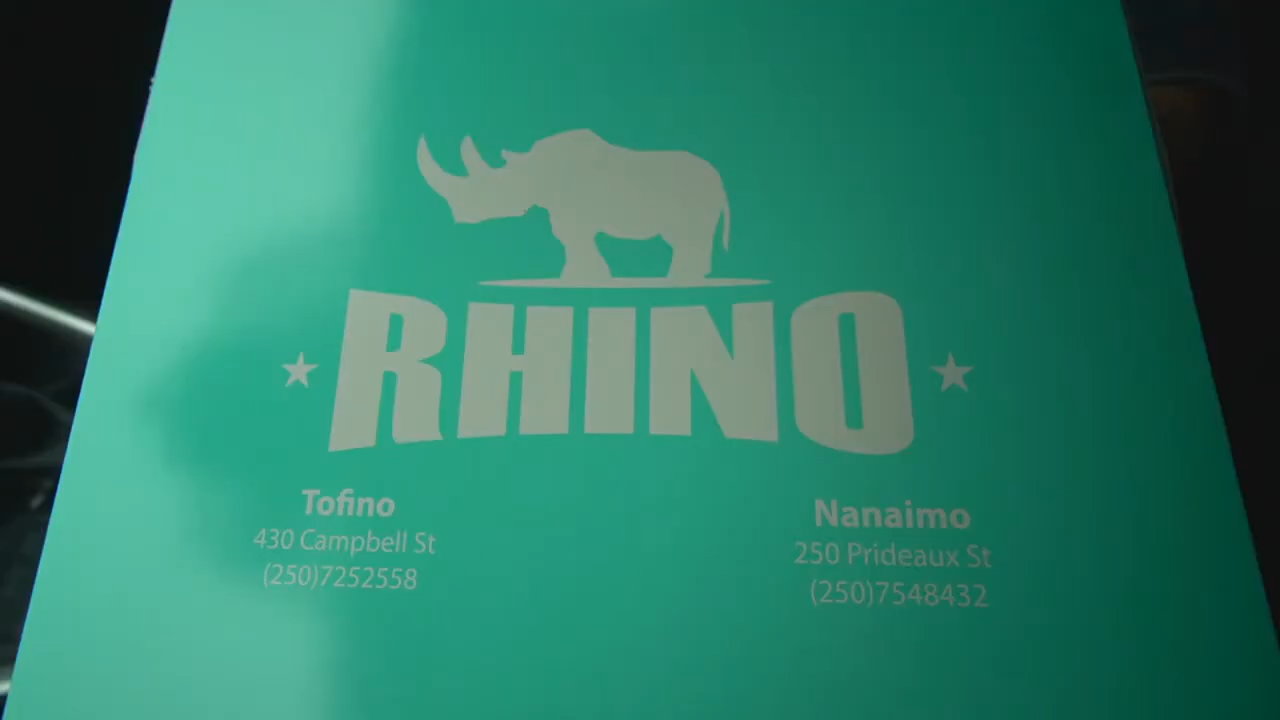 RHINO
Tofino
430 Campbell St
(250)7252558
Nanaimo
250 Prideaux St
(250)7548432